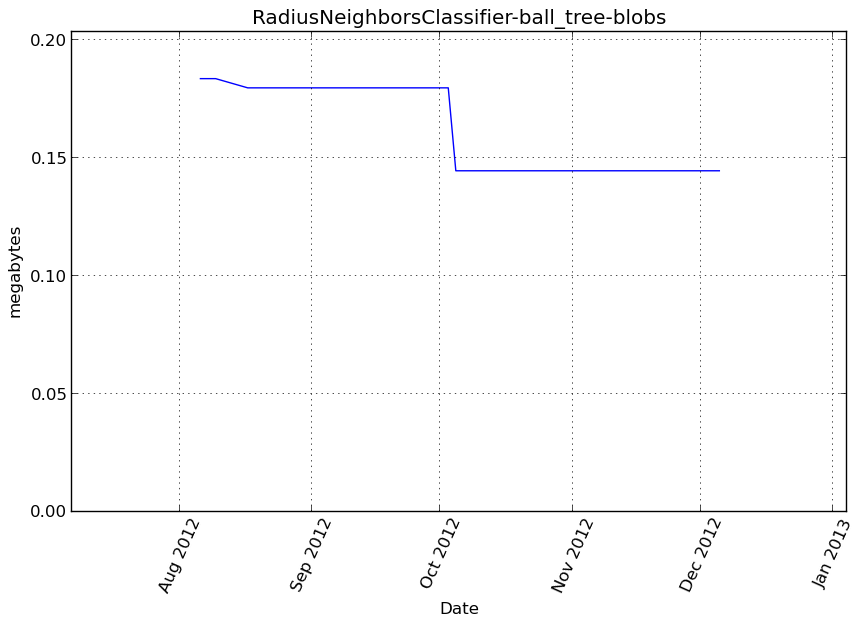 RadiusNeighborsClassifier-ball_tree-blobs
0.20
0.15
0.10
0.05
0.00
megabytes
Aug 2012
Sep 2012
Oct 2012
Nov 2012
Dec 2012
Jan 2013
Date